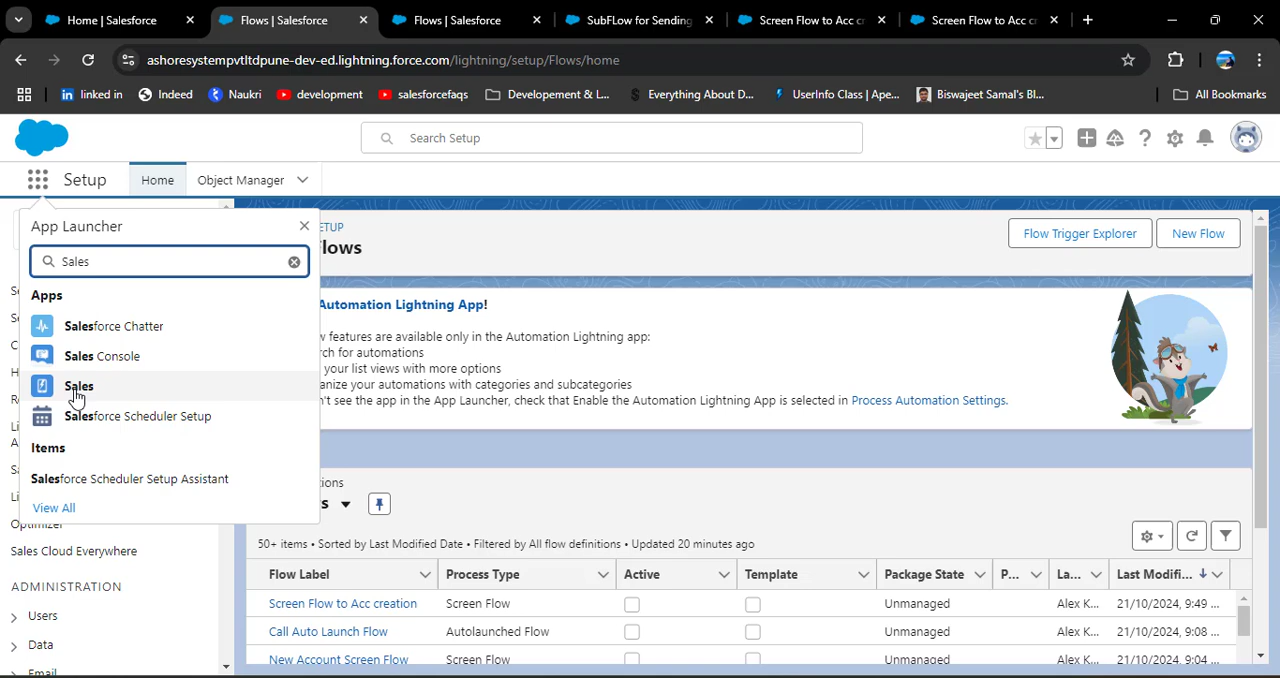 Home | Salesforce
Flows | Salesforce
Flows | Salesforce
SubFLow for Sending
Screen Flow to Acc c
Screen Flow to Acc c
ashoresystempvtltdpune-dev-ed.lightning.force.com/lightning/setup/Flows/home
linked in
Indeed
Naukri
development
salesforcefaqs
Developement & L...
Everything About D...
UserInfo Class | Ape...
Biswajeet Samal's Bl...
All Bookmarks
Search Setup
Setup
Home
Object Manager
App Launcher
Sales
Apps
Salesforce Chatter
Sales Console
Sales
Salesforce Scheduler Setup
Items
Salesforce Scheduler Setup Assistant
View All
Optimizer
Sales Cloud Everywhere
ADMINISTRATION
Users
Data
Email
ETUP
Flows
Flow Trigger Explorer
New Flow
Automation Lightning App!
w features are available only in the Automation Lightning app:
rch for automations
your list views with more options
anize your automations with categories and subcategories
n't see the app in the App Launcher, check that Enable the Automation Lightning App is selected in Process Automation Settings.
50+ items • Sorted by Last Modified Date • Filtered by All flow definitions • Updated 20 minutes ago
Flow Label
Process Type
Active
Template
Package State
P...
La...
Last Modifi...
Screen Flow to Acc creation
Screen Flow
Unmanaged
Alex K...
21/10/2024, 9:49 ...
Call Auto Launch Flow
Autolaunched Flow
Unmanaged
Alex K...
21/10/2024, 9:08 ...
New Account Screen Flow
Screen Flow
Unmanaged
Alex K...
21/10/2024, 9:04 ...